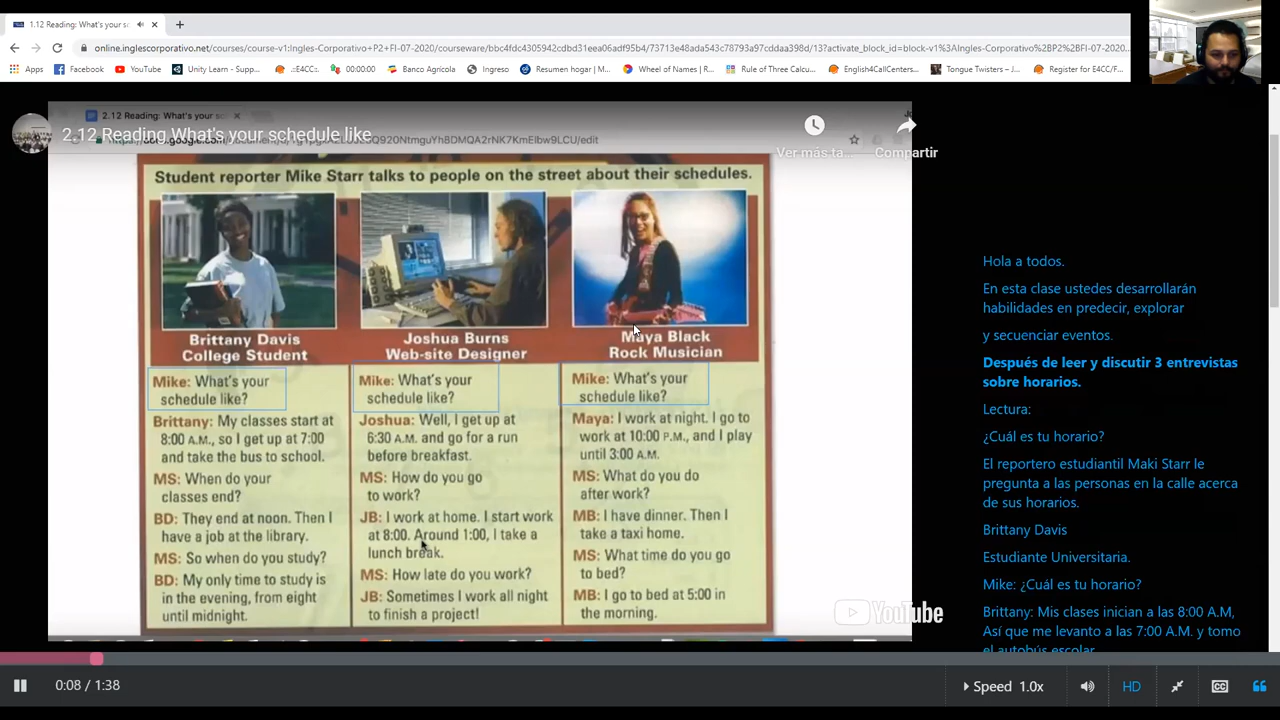 1.12 Reading: What's your s
online.inglescorporativo.net/courses/course-v1:Ingles-Corporativo+P2+FI-07-2020/courseware/bbc4fdc4305942cdbd31eea06adf95b4/73713e48ada543c78793a97cddaa398d/13?activate_block_id=block-v1%3AIngles-Corporativo%2BP2%2BFI-07-2020%...
Apps Facebook YouTube Unity Learn - Supp... .::E4CC:. 00:00:00 Banco Agrícola Ingreso Resumen hogar | M... Wheel of Names | R... Rule of Three Calcu... English4CallCenters... Tongue Twisters – J... Register for E4CC/F...
2.12 Reading: What's your s
2.12 Reading What's your schedule like
Ver más ta...
Compartir
Student reporter Mike Starr talks to people on the street about their schedules.
Brittany Davis
College Student
Mike: What's your
schedule like?
Brittany: My classes start at
8:00 A.M., so I get up at 7:00
and take the bus to school.
MS: When do your
classes end?
BD: They end at noon. Then I
have a job at the library.
MS: So when do you study?
BD: My only time to study is
in the evening, from eight
until midnight.
Joshua Burns
Web-site Designer
Mike: What's your
schedule like?
Joshua: Well, I get up at
6:30 A.M. and go for a run
before breakfast.
MS: How do you go
to work?
JB: I work at home. I start work
at 8:00. Around 1:00, I take a
lunch break.
MS: How late do you work?
JB: Sometimes I work all night
to finish a project!
Maya Black
Rock Musician
Mike: What's your
schedule like?
Maya: I work at night. I go to
work at 10:00 P.M., and I play
until 3:00 A.M.
MS: What do you do
after work?
MB: I have dinner. Then I
take a taxi home.
MS: What time do you go
to bed?
MB: I go to bed at 5:00 in
the morning.
YouTube
Hola a todos.
En esta clase ustedes desarrollarán
habilidades en predecir, explorar
y secuenciar eventos.
Después de leer y discutir 3 entrevistas
sobre horarios.
Lectura:
¿Cuál es tu horario?
El reportero estudiantil Maki Starr le
pregunta a las personas en la calle acerca
de sus horarios.
Brittany Davis
Estudiante Universitaria.
Mike: ¿Cuál es tu horario?
Brittany: Mis clases inician a las 8:00 A.M,
Así que me levanto a las 7:00 A.M. y tomo
el autobús escolar
0:08 / 1:38
Speed 1.0x
HD